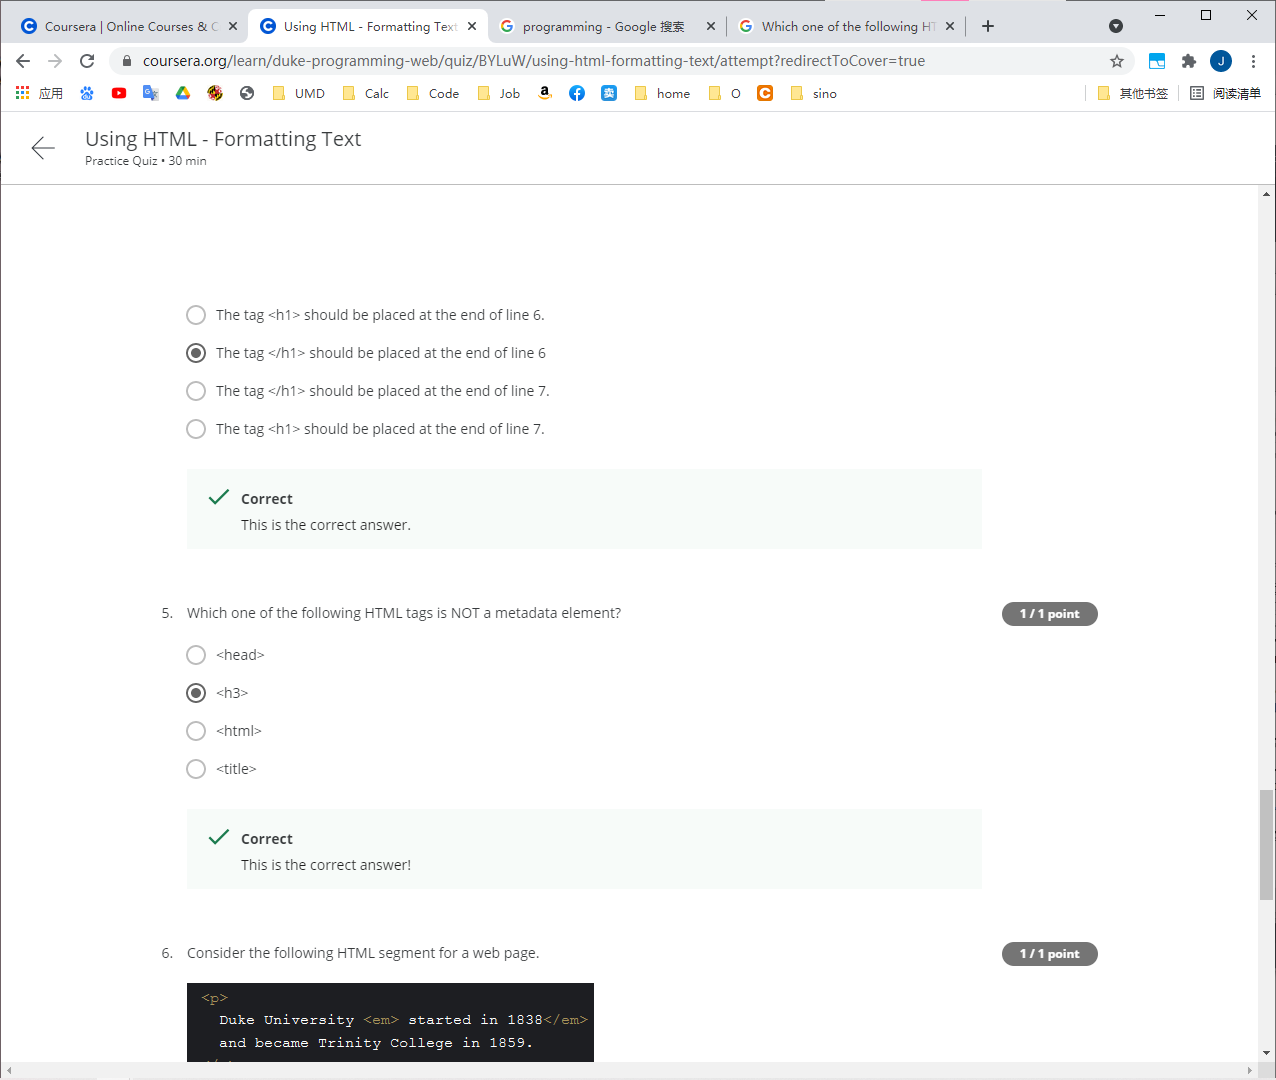 Coursera | Online Courses & C
Using HTML - Formatting Text
programming - Google 搜索
Which one of the following HT
coursera.org/learn/duke-programming-web/quiz/BYLuW/using-html-formatting-text/attempt?redirectToCover=true
J
应用
UMD
Calc
Code
Job
home
O
sino
其他书签
阅读清单
Using HTML - Formatting Text
Practice Quiz • 30 min
The tag <h1> should be placed at the end of line 6.
The tag </h1> should be placed at the end of line 6
The tag </h1> should be placed at the end of line 7.
The tag <h1> should be placed at the end of line 7.
Correct
This is the correct answer.
5. Which one of the following HTML tags is NOT a metadata element?
1 / 1 point
<head>
<h3>
<html>
<title>
Correct
This is the correct answer!
6. Consider the following HTML segment for a web page.
1 / 1 point
<p>
Duke University <em> started in 1838</em>
and became Trinity College in 1859.